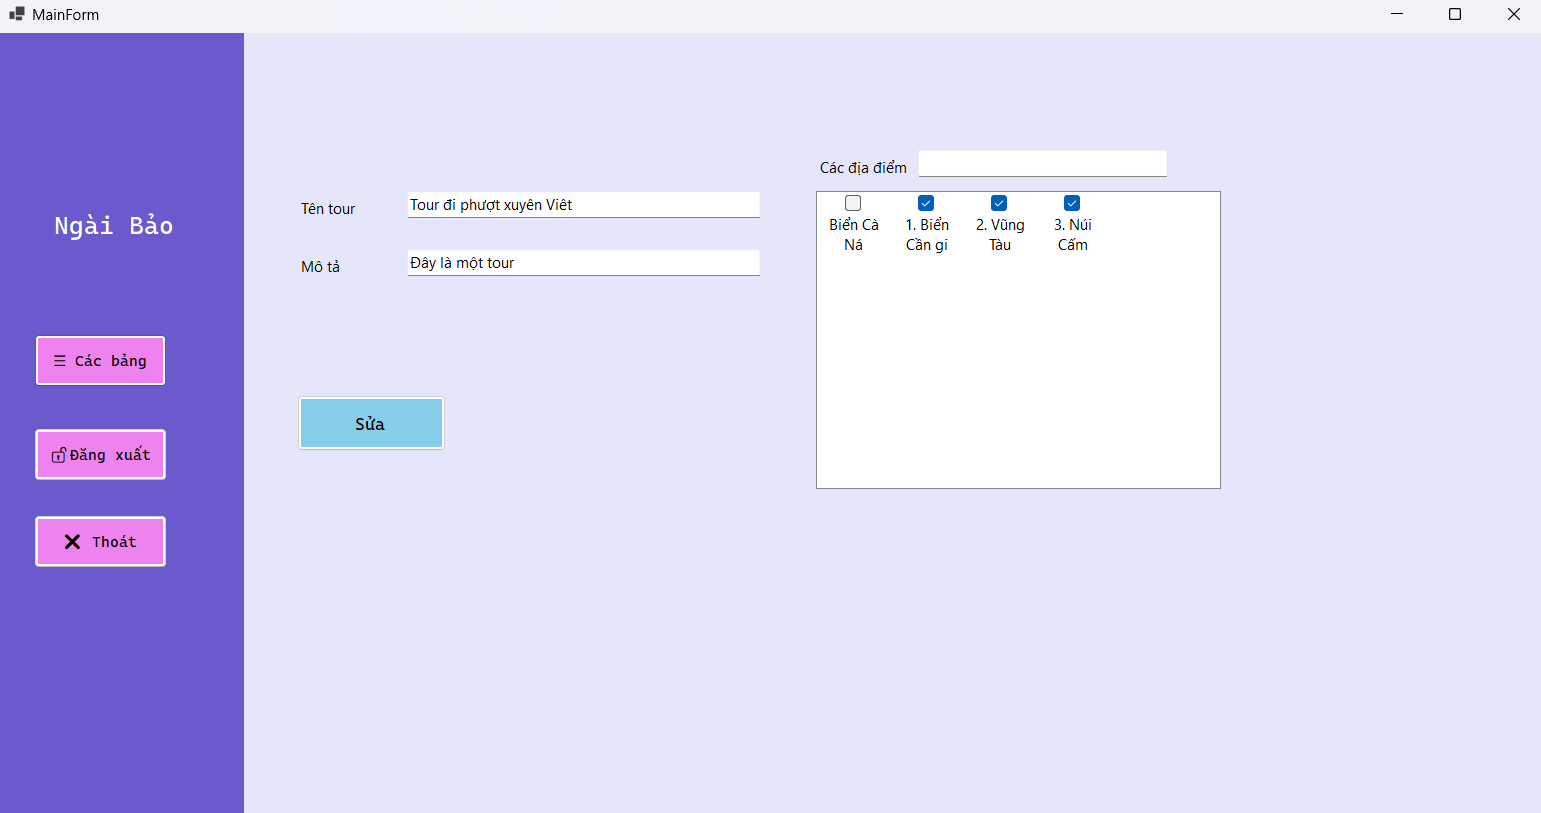 MainForm
Ngài Bảo
☰ Các bảng
Đăng xuất
Thoát
Tên tour
Tour đi phượt xuyên Việt
Mô tả
Đây là một tour
Sửa
Các địa điểm
Biển Cà
Ná
1. Biển
Cần gi
2. Vũng
Tàu
3. Núi
Cấm